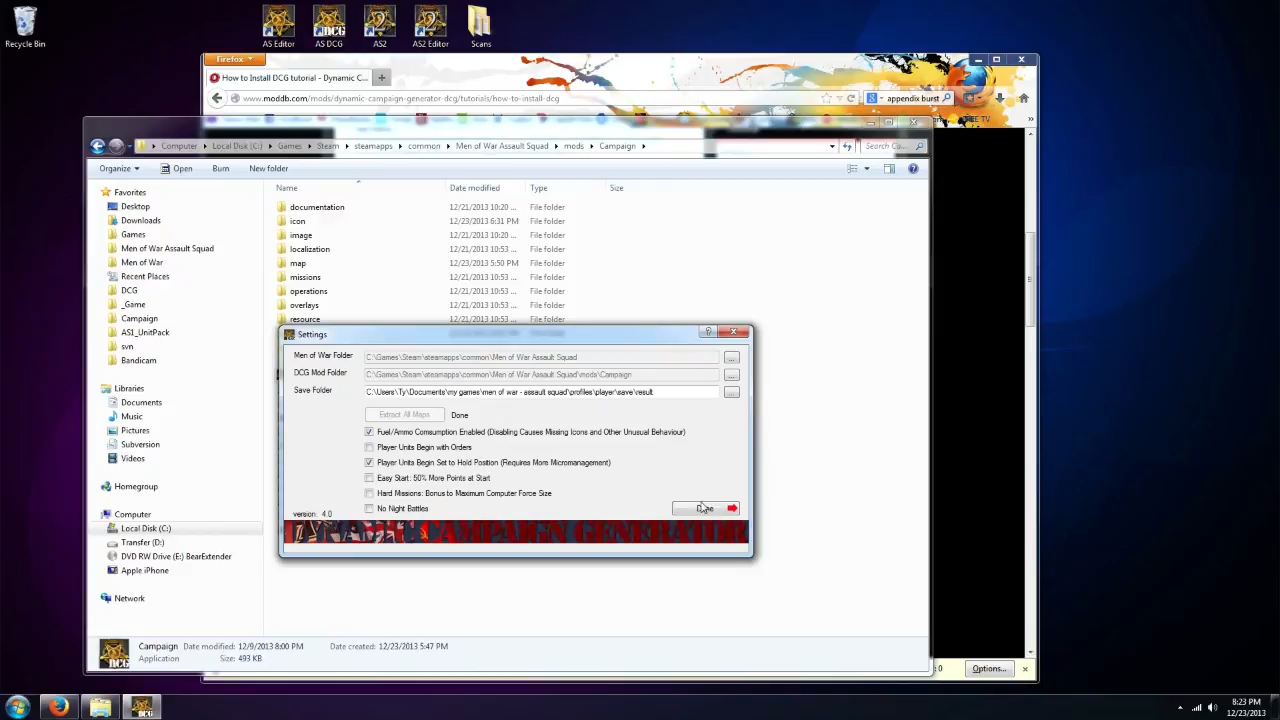 AS Editor
AS DCG
AS2
AS2 Editor
Scans
Recycle Bin
Firefox
How to Install DCG tutorial - Dynamic C...
www.moddb.com/mods/dynamic-campaign-generator-dcg/tutorials/how-to-install-dcg
appendix burst
EE TV
Computer
Local Disk (C:)
Games
Steam
steamapps
common
Men of War Assault Squad
mods
Campaign
Search Ca...
Organize
Open
Burn
New folder
Name
Date modified
Type
Size
Favorites
Desktop
Downloads
Games
Men of War Assault Squad
Men of War
Recent Places
DCG
_Game
Campaign
AS1_UnitPack
svn
Bandicam
Libraries
Documents
Music
Pictures
Subversion
Videos
Homegroup
Computer
Local Disk (C:)
Transfer (D:)
DVD RW Drive (E:) BearExtender
Apple iPhone
Network
documentation 12/21/2013 10:20 ... File folder
icon 12/23/2013 6:31 PM File folder
image 12/21/2013 10:20 ... File folder
localization 12/21/2013 10:53 ... File folder
map 12/23/2013 5:50 PM File folder
missions 12/21/2013 10:53 ... File folder
operations 12/21/2013 10:53 ... File folder
overlays 12/21/2013 10:53 ... File folder
resource 12/21/2013 10:53 ... File folder
Settings
Men of War Folder C:\Games\Steam\steamapps\common\Men of War Assault Squad ...
DCG Mod Folder C:\Games\Steam\steamapps\common\Men of War Assault Squad\mods\Campaign ...
Save Folder C:\Users\Ty\Documents\my games\men of war - assault squad\profiles\player\save\result ...
Extract All Maps Done
Fuel/Ammo Comsumption Enabled (Disabling Causes Missing Icons and Other Unusual Behaviour)
Player Units Begin with Orders
Player Units Begin Set to Hold Position (Requires More Micromanagement)
Easy Start: 50% More Points at Start
Hard Missions: Bonus to Maximum Computer Force Size
No Night Battles
Done
version: 4.0
CAMPAIGN GENERATOR
Campaign Date modified: 12/9/2013 8:00 PM Date created: 12/23/2013 5:47 PM
Application Size: 493 KB
:0
Options...
DCG
8:23 PM
12/23/2013